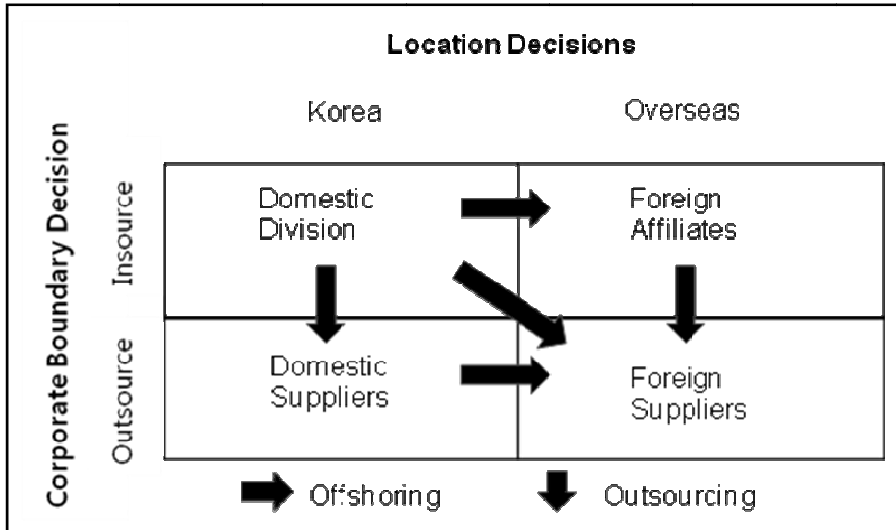 Location Decisions
Korea
Overseas
Corporate Boundary Decision
Insource
Domestic
Division
Foreign
Affiliates
Outsource
Domestic
Suppliers
Foreign
Suppliers
Offshoring
Outsourcing